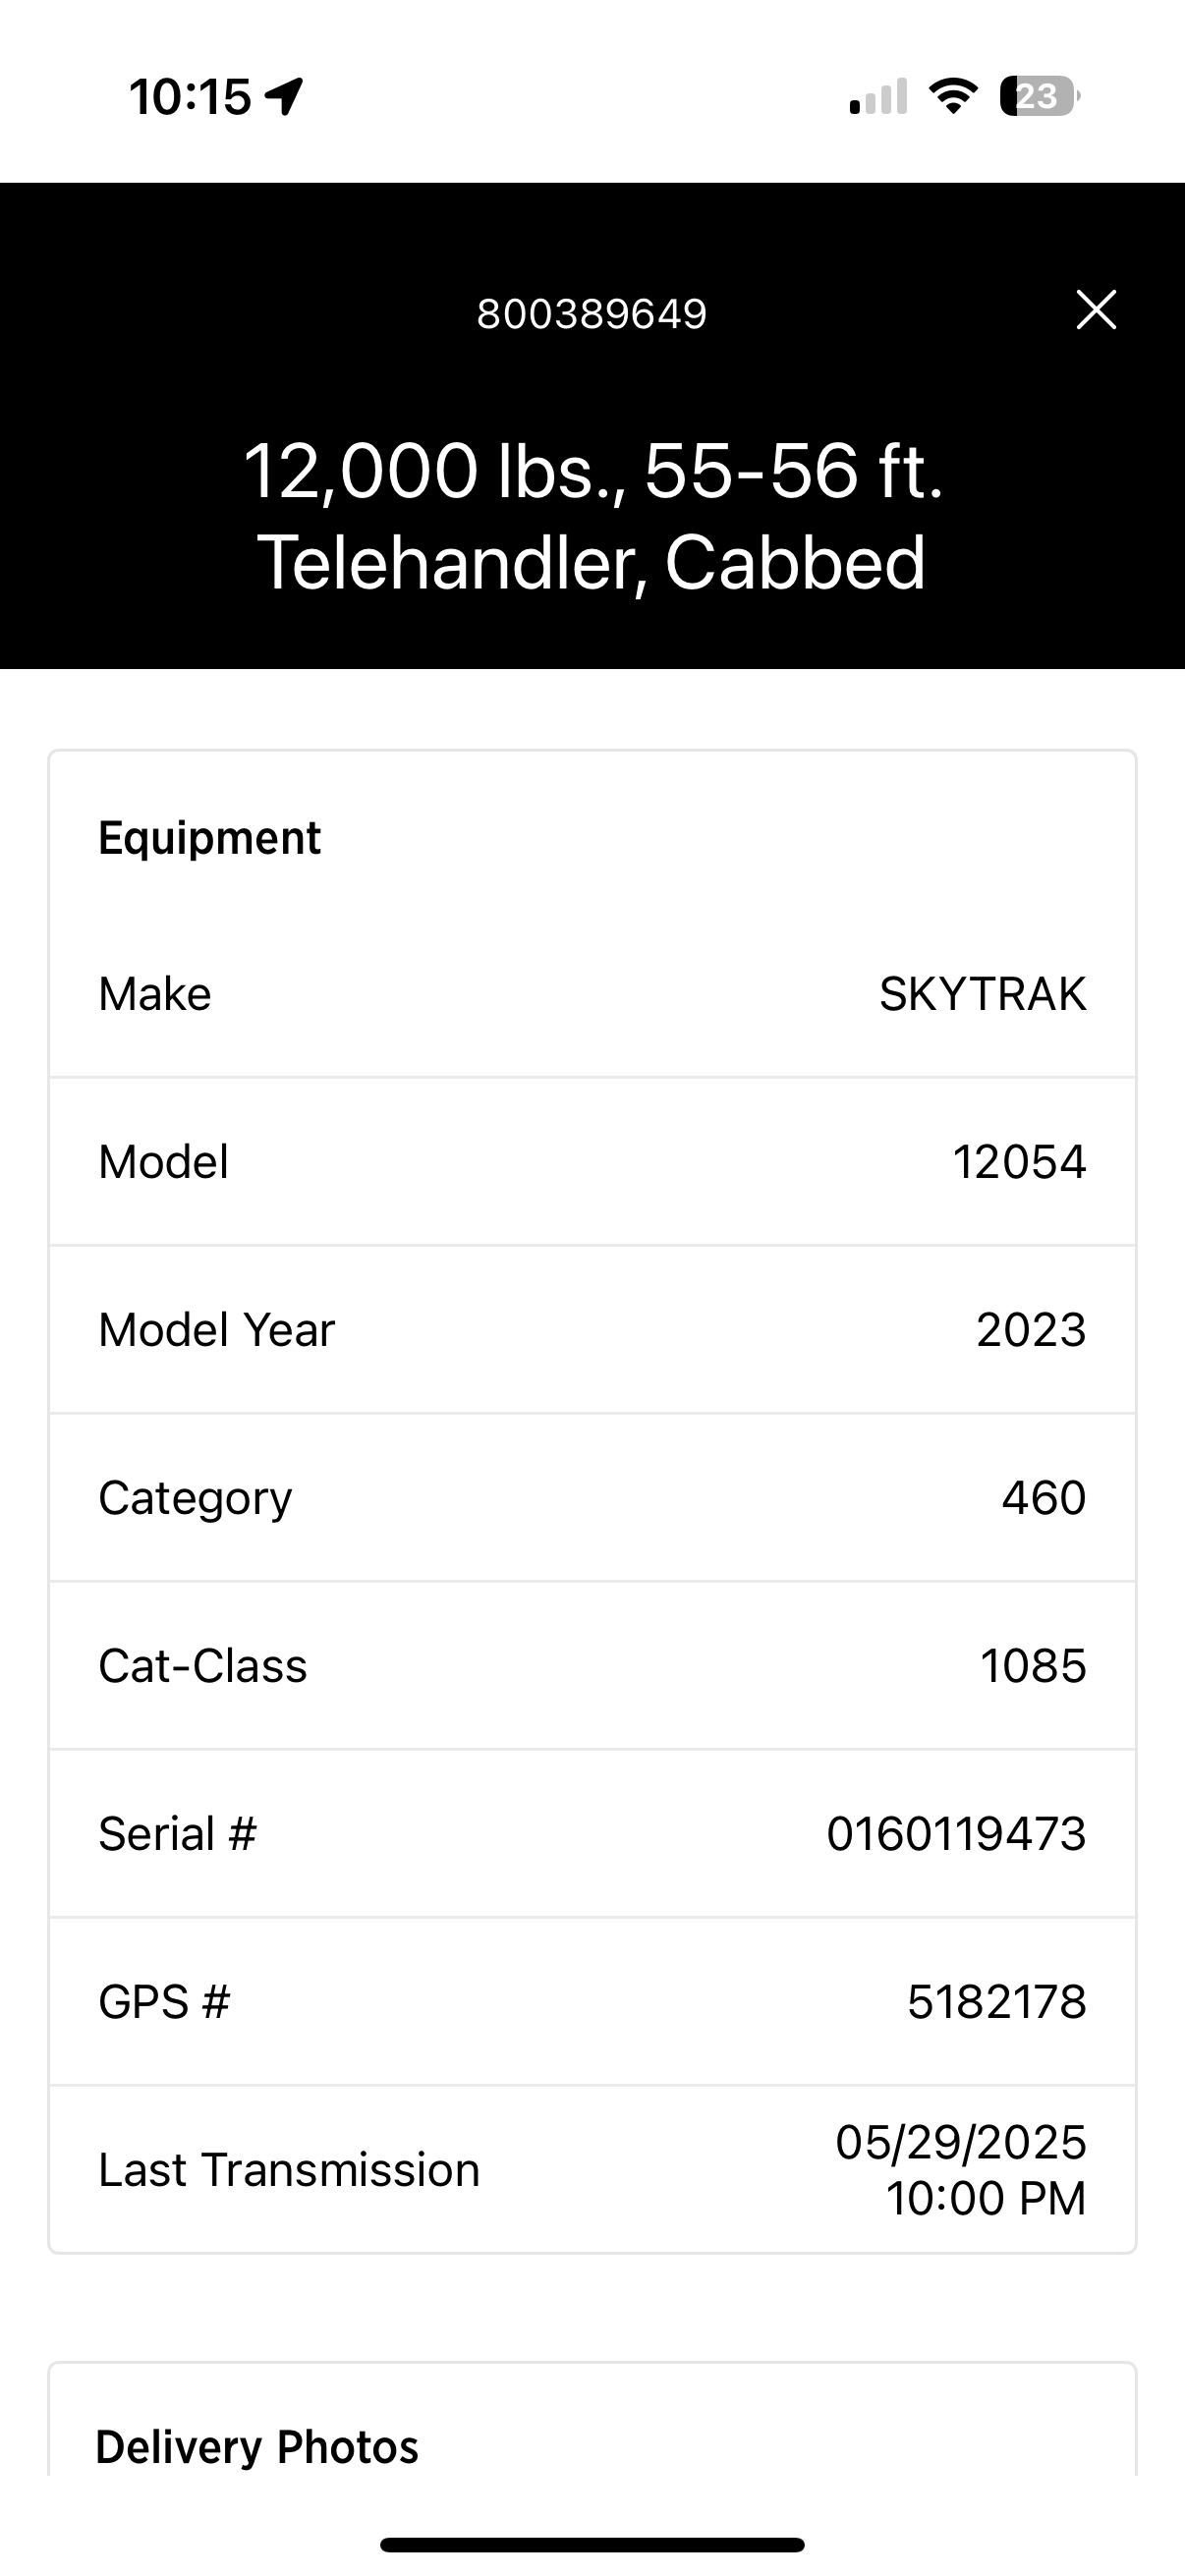 10:15
23
800389649
12,000 lbs., 55-56 ft.
Telehandler, Cabbed
Equipment
Make SKYTRAK
Model 12054
Model Year 2023
Category 460
Cat-Class 1085
Serial # 0160119473
GPS # 5182178
Last Transmission 05/29/2025
10:00 PM
Delivery Photos